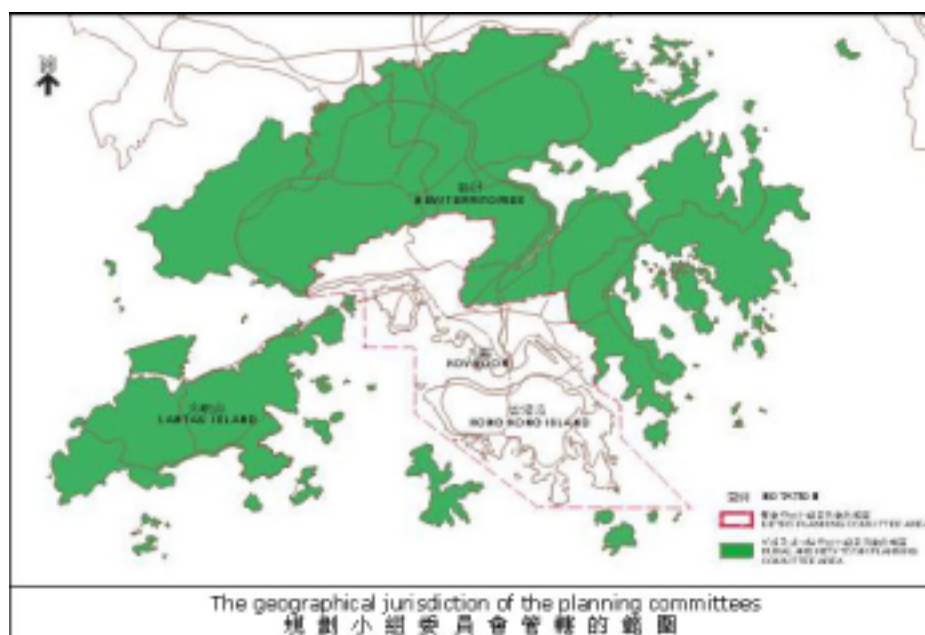 北
新界
NEW TERRITORIES
九龍
KOWLOON
大嶼山
LANTAU ISLAND
香港島
HONG KONG ISLAND
NOTATION
METRO PLANNING COMMITTEE AREA
RURAL AND NEW TOWN PLANNING
COMMITTEE AREA
The geographical jurisdiction of the planning committees
規劃小組委員會管轄的範圍